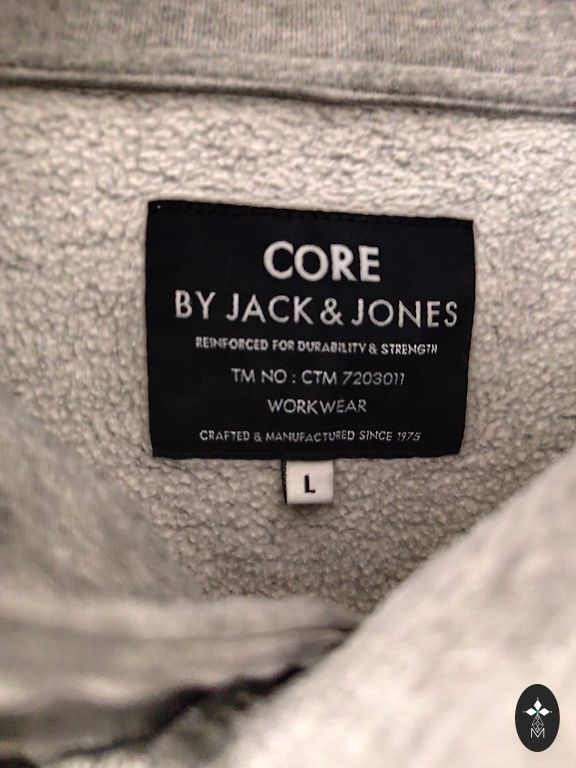 CORE
BY JACK & JONES
REINFORCED FOR DURABILITY & STRENGTH
TM NO : CTM 7203011
WORKWEAR
CRAFTED & MANUFACTURED SINCE 1975
L